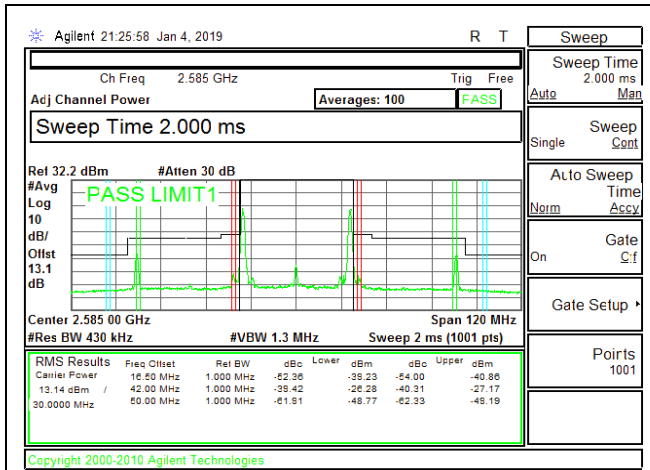 Agilent 21:25:58 Jan 4, 2019 R T
Ch Freq 2.585 GHz Trig Free
Adj Channel Power Averages: 100 PASS
Sweep Time 2.000 ms
Ref 32.2 dBm #Atten 30 dB
#Avg
Log
10
dB/
Offst
13.1
dB
PASS LIMIT1
Center 2.585 00 GHz Span 120 MHz
#Res BW 430 kHz #VBW 1.3 MHz Sweep 2 ms (1001 pts)
RMS Results Freq Offset Ref BW dBc Lower dBm dBc Upper dBm
Carrier Power 16.50 MHz 1.000 MHz -52.36 -39.23 -54.00 -40.86
13.14 dBm / 42.00 MHz 1.000 MHz -39.42 -26.28 -40.31 -27.17
30.0000 MHz 60.00 MHz 1.000 MHz -61.91 -48.77 -62.33 -49.19
Copyright 2000-2010 Agilent Technologies
Sweep
Sweep Time
2.000 ms
Auto Man
Sweep
Single Cont
Auto Sweep
Time
Norm Accy
Gate
On Off
Gate Setup
Points
1001